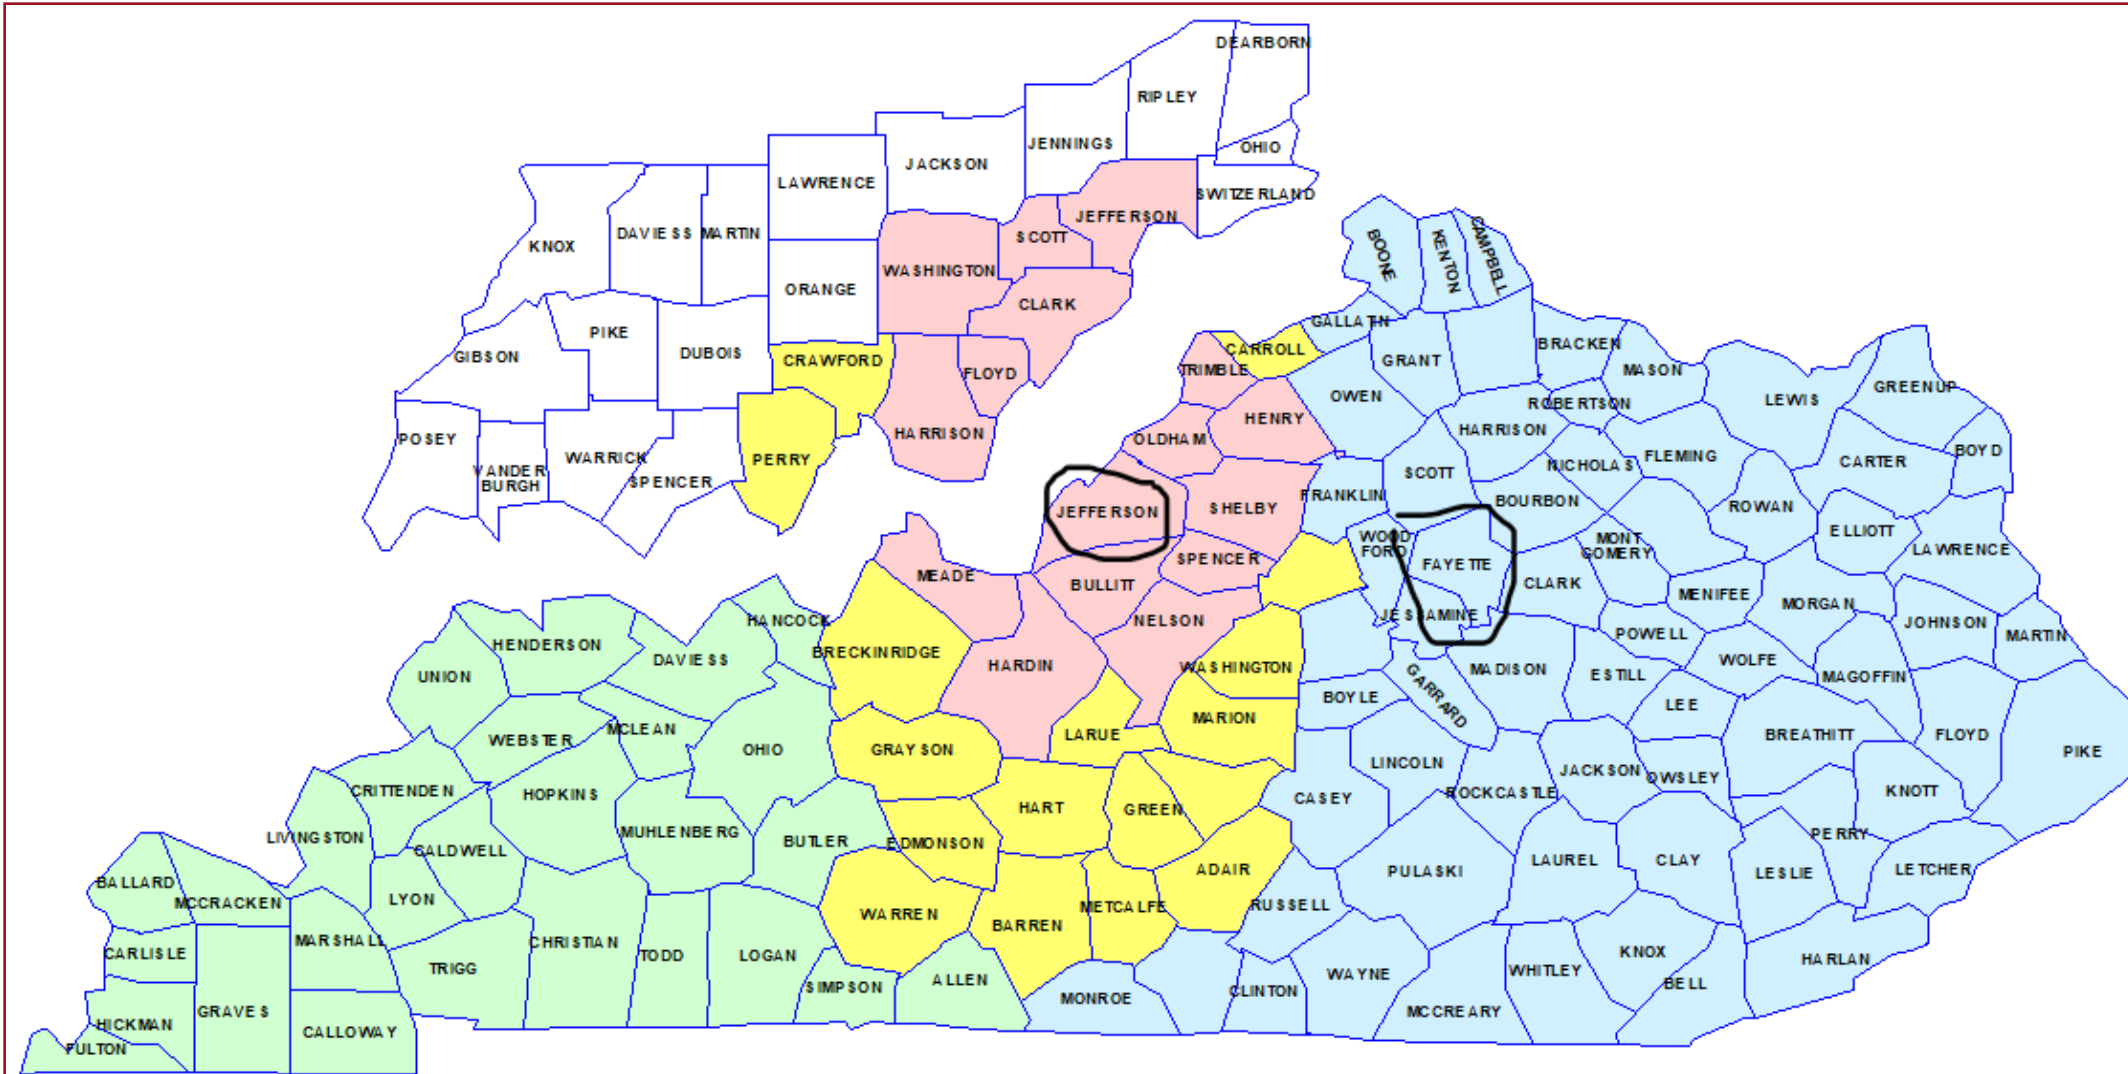 DEARBORN
RIPLEY
JENNINGS
OHIO
JACKSON
LAWRENCE
SWITZERLAND
JEFFERSON
SCOTT
DAVIESS
MARTIN
KNOX
WASHINGTON
ORANGE
CLARK
PIKE
DUBOIS
GIBSON
CRAWFORD
FLOYD
HARRISON
POSEY
VANDER
BURGH
WARRICK
SPENCER
PERRY
BOONE
KENTON
CAMPBELL
GALLATIN
CARROLL
GRANT
BRACKEN
MASON
TRIMBLE
OWEN
ROBERTSON
LEWIS
GREENUP
HENRY
OLDHAM
HARRISON
NICHOLAS
FLEMING
CARTER
BOYD
SCOTT
FRANKLIN
BOURBON
ROWAN
JEFFERSON
SHELBY
ELLIOTT
LAWRENCE
WOOD
FORD
FAYETTE
MONT
GOMERY
CLARK
SPENCER
MEADE
BULLITT
MENIFEE
MORGAN
JOHNSON
MARTIN
NELSON
JESSAMINE
POWELL
HANCOCK
HENDERSON
DAVIESS
BRECKINRIDGE
HARDIN
WASHINGTON
MADISON
ESTILL
WOLFE
MAGOFFIN
UNION
BOYLE
GARRARD
LEE
MARION
LARUE
MCLEAN
WEBSTER
OHIO
GRAYSON
BREATHITT
FLOYD
PIKE
LINCOLN
JACKSON
OWSLEY
CRITTENDEN
HOPKINS
ROCKCASTLE
KNOTT
CASEY
HART
GREEN
LIVINGSTON
MUHLENBERG
BUTLER
EDMONSON
PERRY
CALDWELL
LAUREL
CLAY
LESLIE
LETCHER
PULASKI
ADAIR
BALLARD
MCCRACKEN
LYON
WARREN
METCALFE
RUSSELL
BARREN
MARSHALL
CHRISTIAN
TODD
LOGAN
CARLISLE
TRIGG
SIMPSON
ALLEN
MONROE
CLINTON
WAYNE
WHITLEY
KNOX
BELL
HARLAN
GRAVES
HICKMAN
FULTON
CALLOWAY
MCCREARY